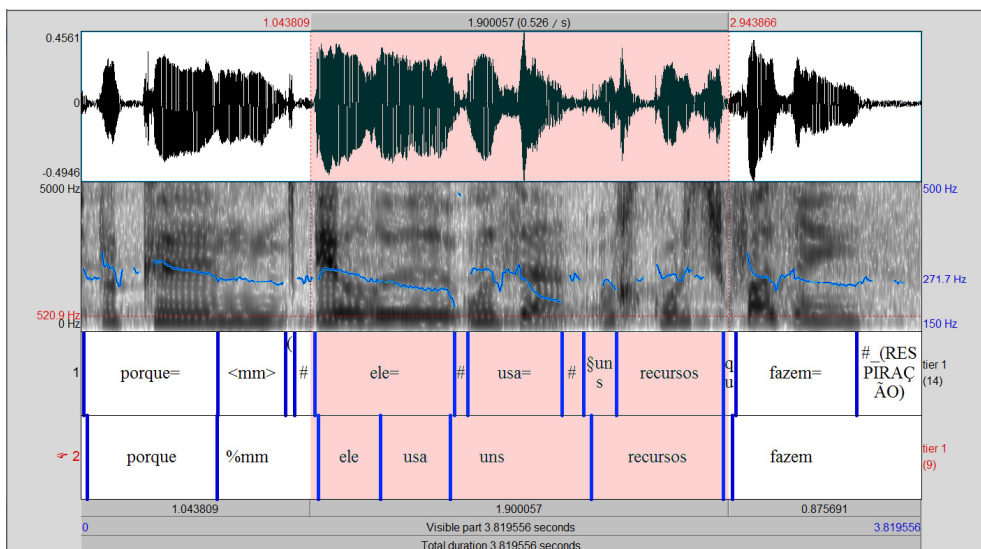 1.043809 1.900057 (0.526 / s) 2.943866
0.4561
0
-0.4946
5000 Hz 500 Hz
271.7 Hz
520.9 Hz
0 Hz 150 Hz
1 porque= <mm> ( # ele= # usa= # §un s recursos q u fazem= #_(RES PIRAÇ ÃO) tier 1 (14)
2 porque %mm ele usa uns recursos fazem tier 1 (9)
1.043809 1.900057 0.875691
0 Visible part 3.819556 seconds 3.819556
Total duration 3.819556 seconds